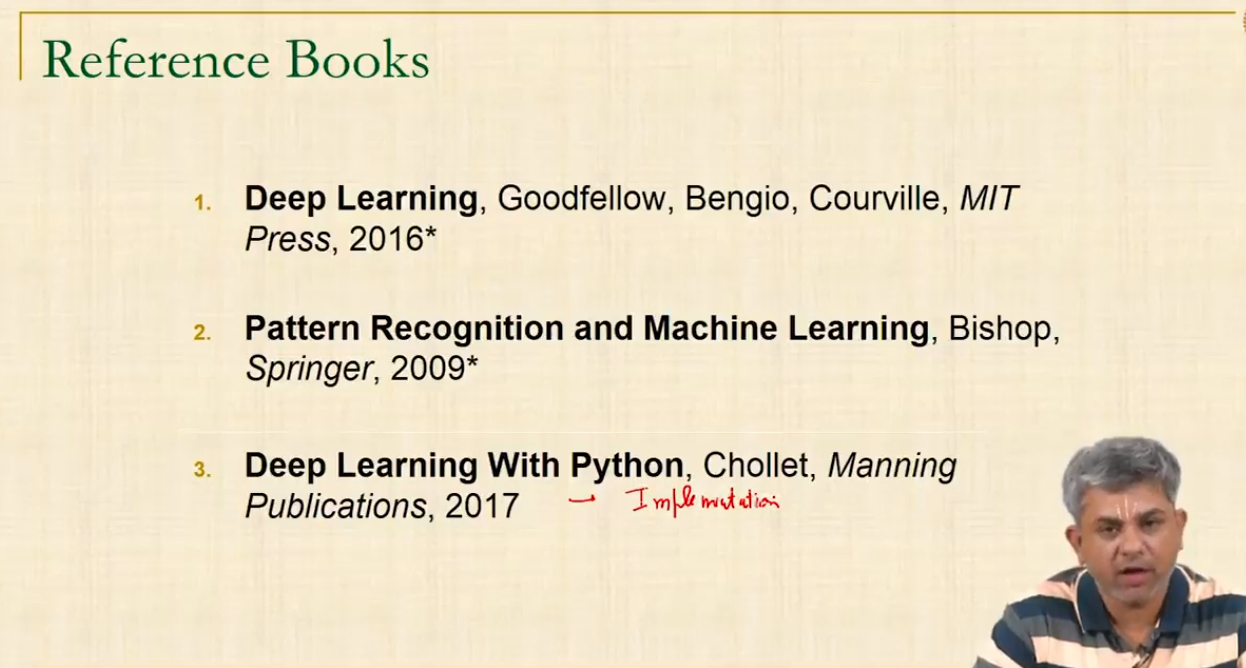 Reference Books
1. Deep Learning, Goodfellow, Bengio, Courville, MIT
Press, 2016*
2. Pattern Recognition and Machine Learning, Bishop,
Springer, 2009*
3. Deep Learning With Python, Chollet, Manning
Publications, 2017 – Implementation